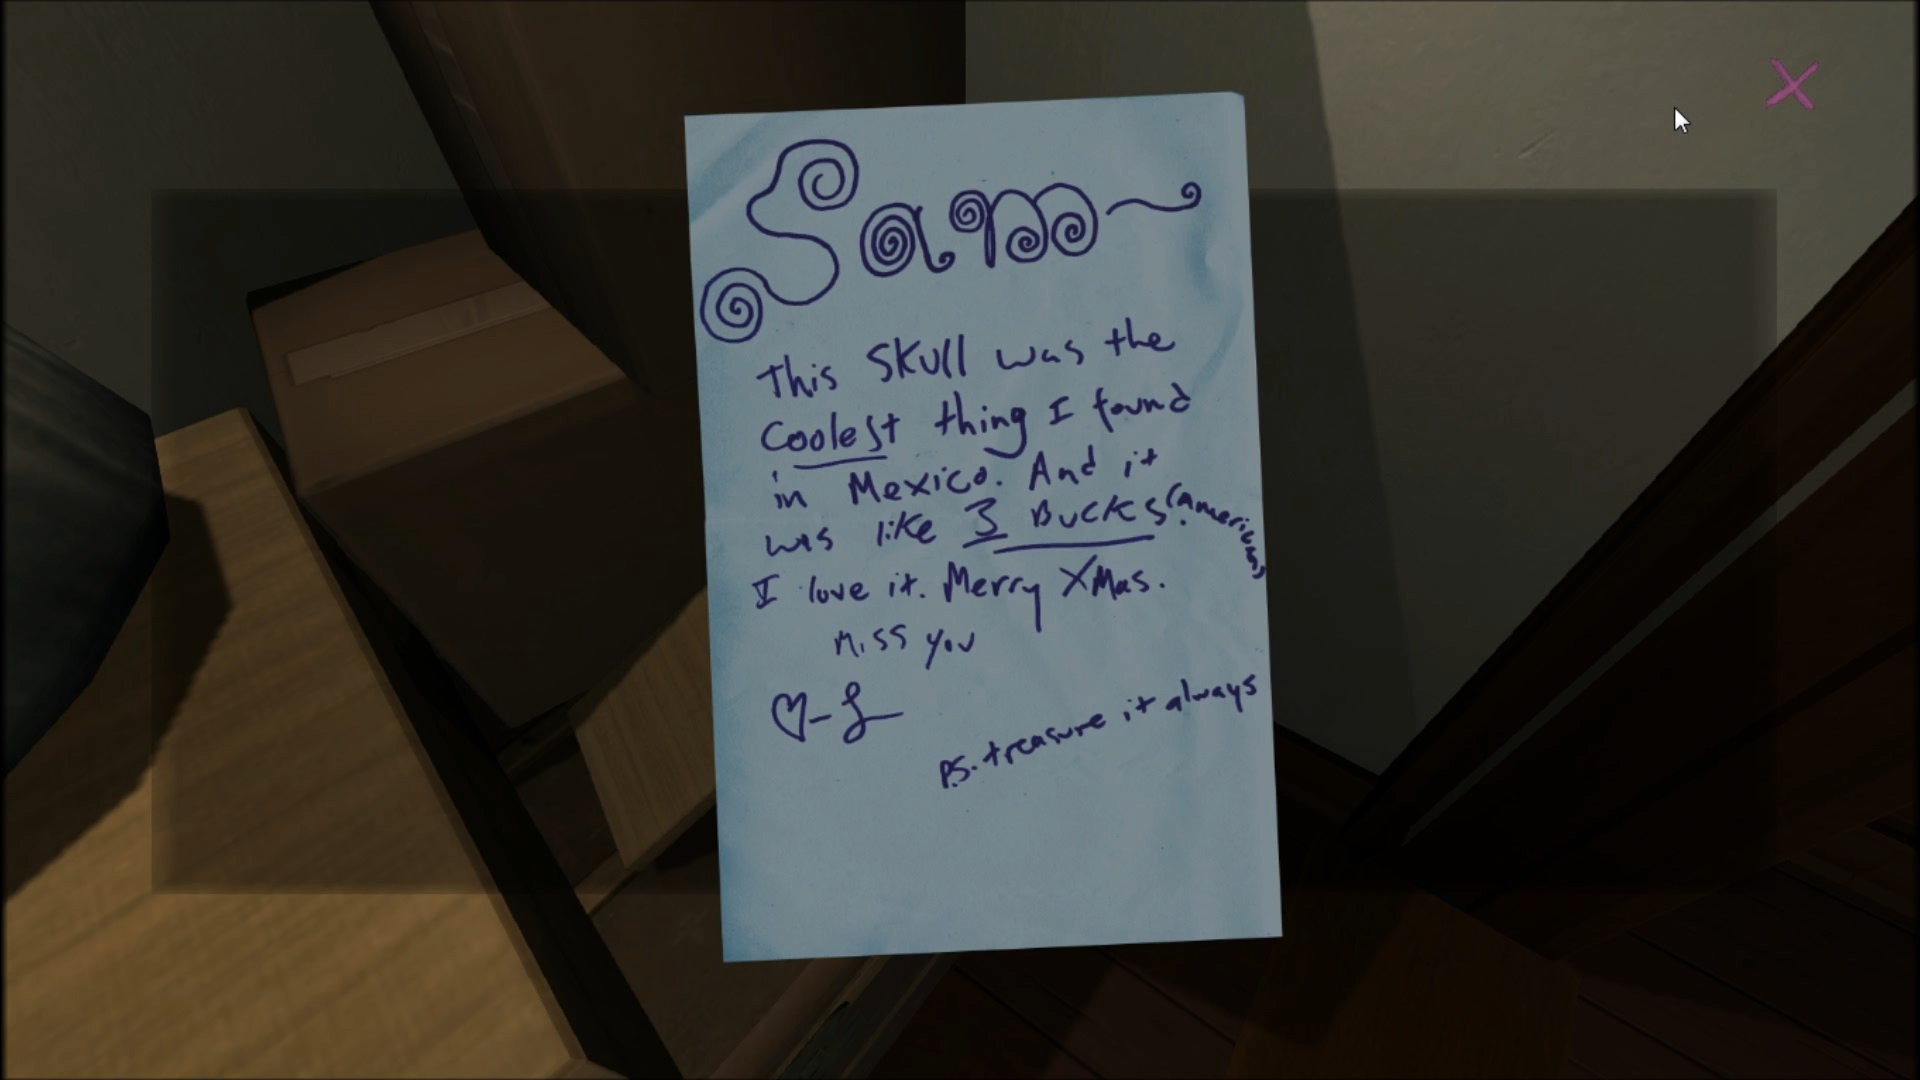 Sam
This SKull was the
Coolest thing I found
in Mexico. And it
was like 3 BUCKS. (American)
I love it. Merry XMas.
Miss you
♡-L
P.S. treasure it always